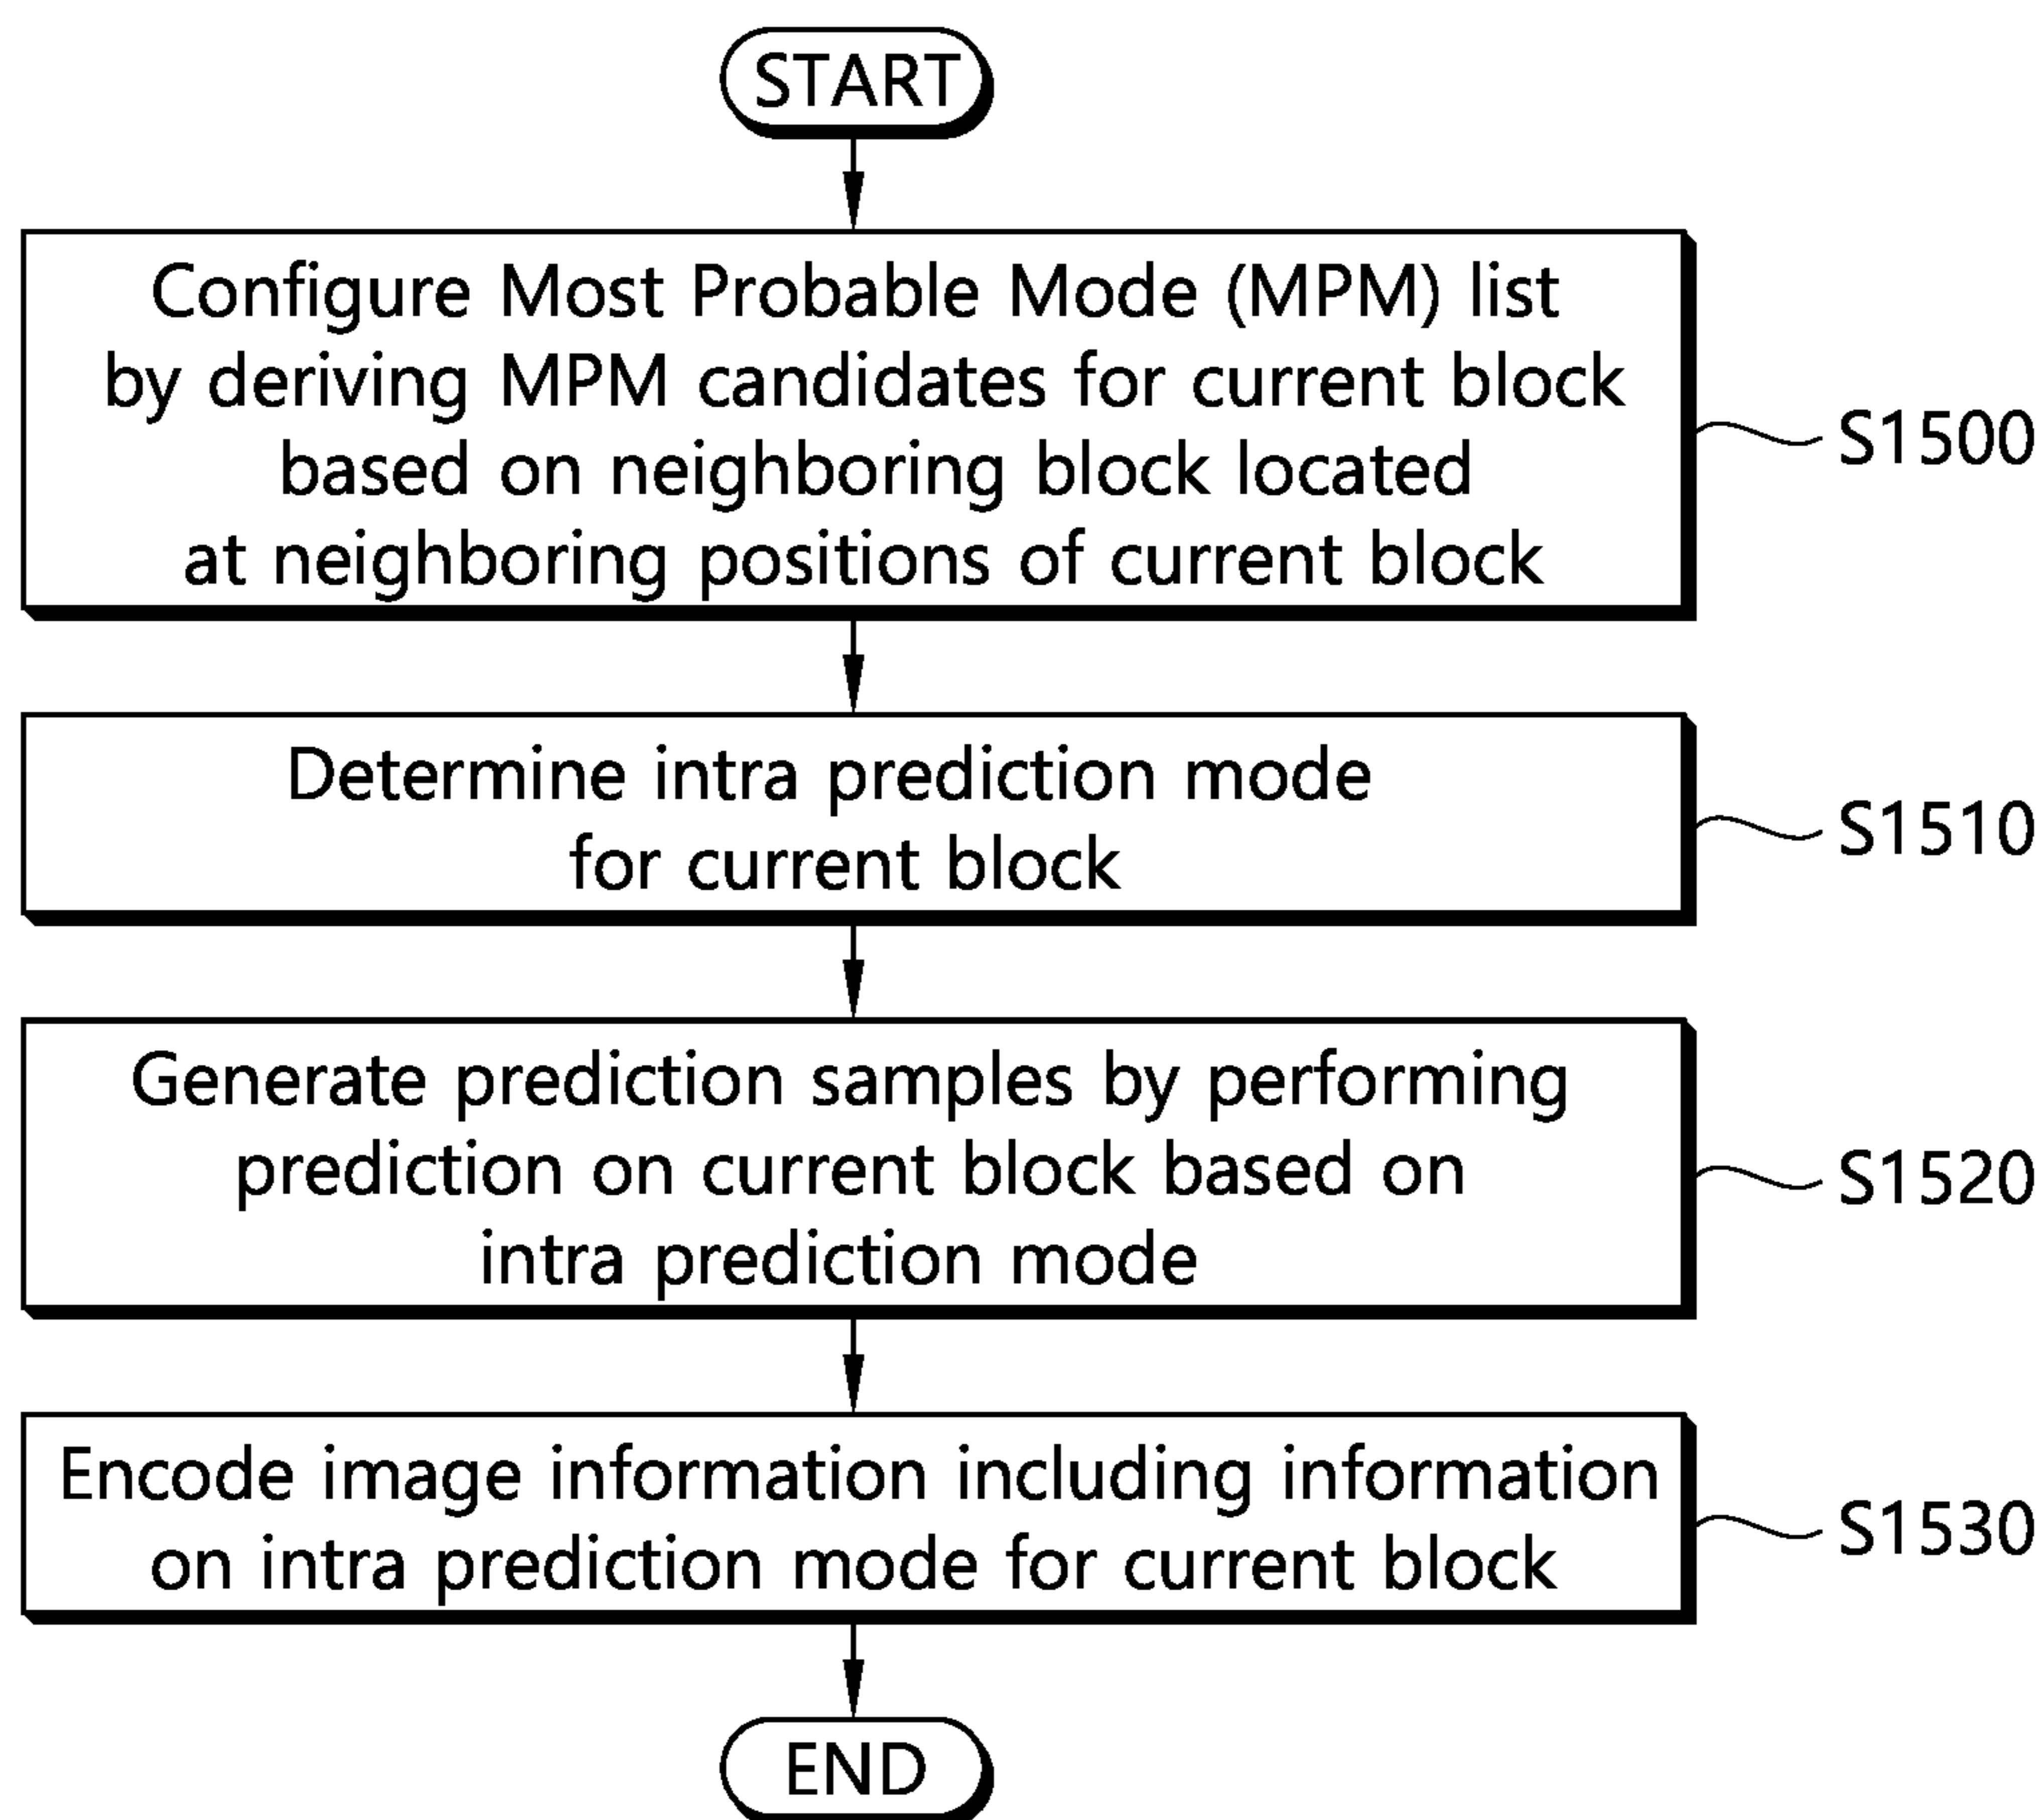 START
Configure Most Probable Mode (MPM) list
by deriving MPM candidates for current block
based on neighboring block located
at neighboring positions of current block
S1500
Determine intra prediction mode
for current block
S1510
Generate prediction samples by performing
prediction on current block based on
intra prediction mode
S1520
Encode image information including information
on intra prediction mode for current block
S1530
END